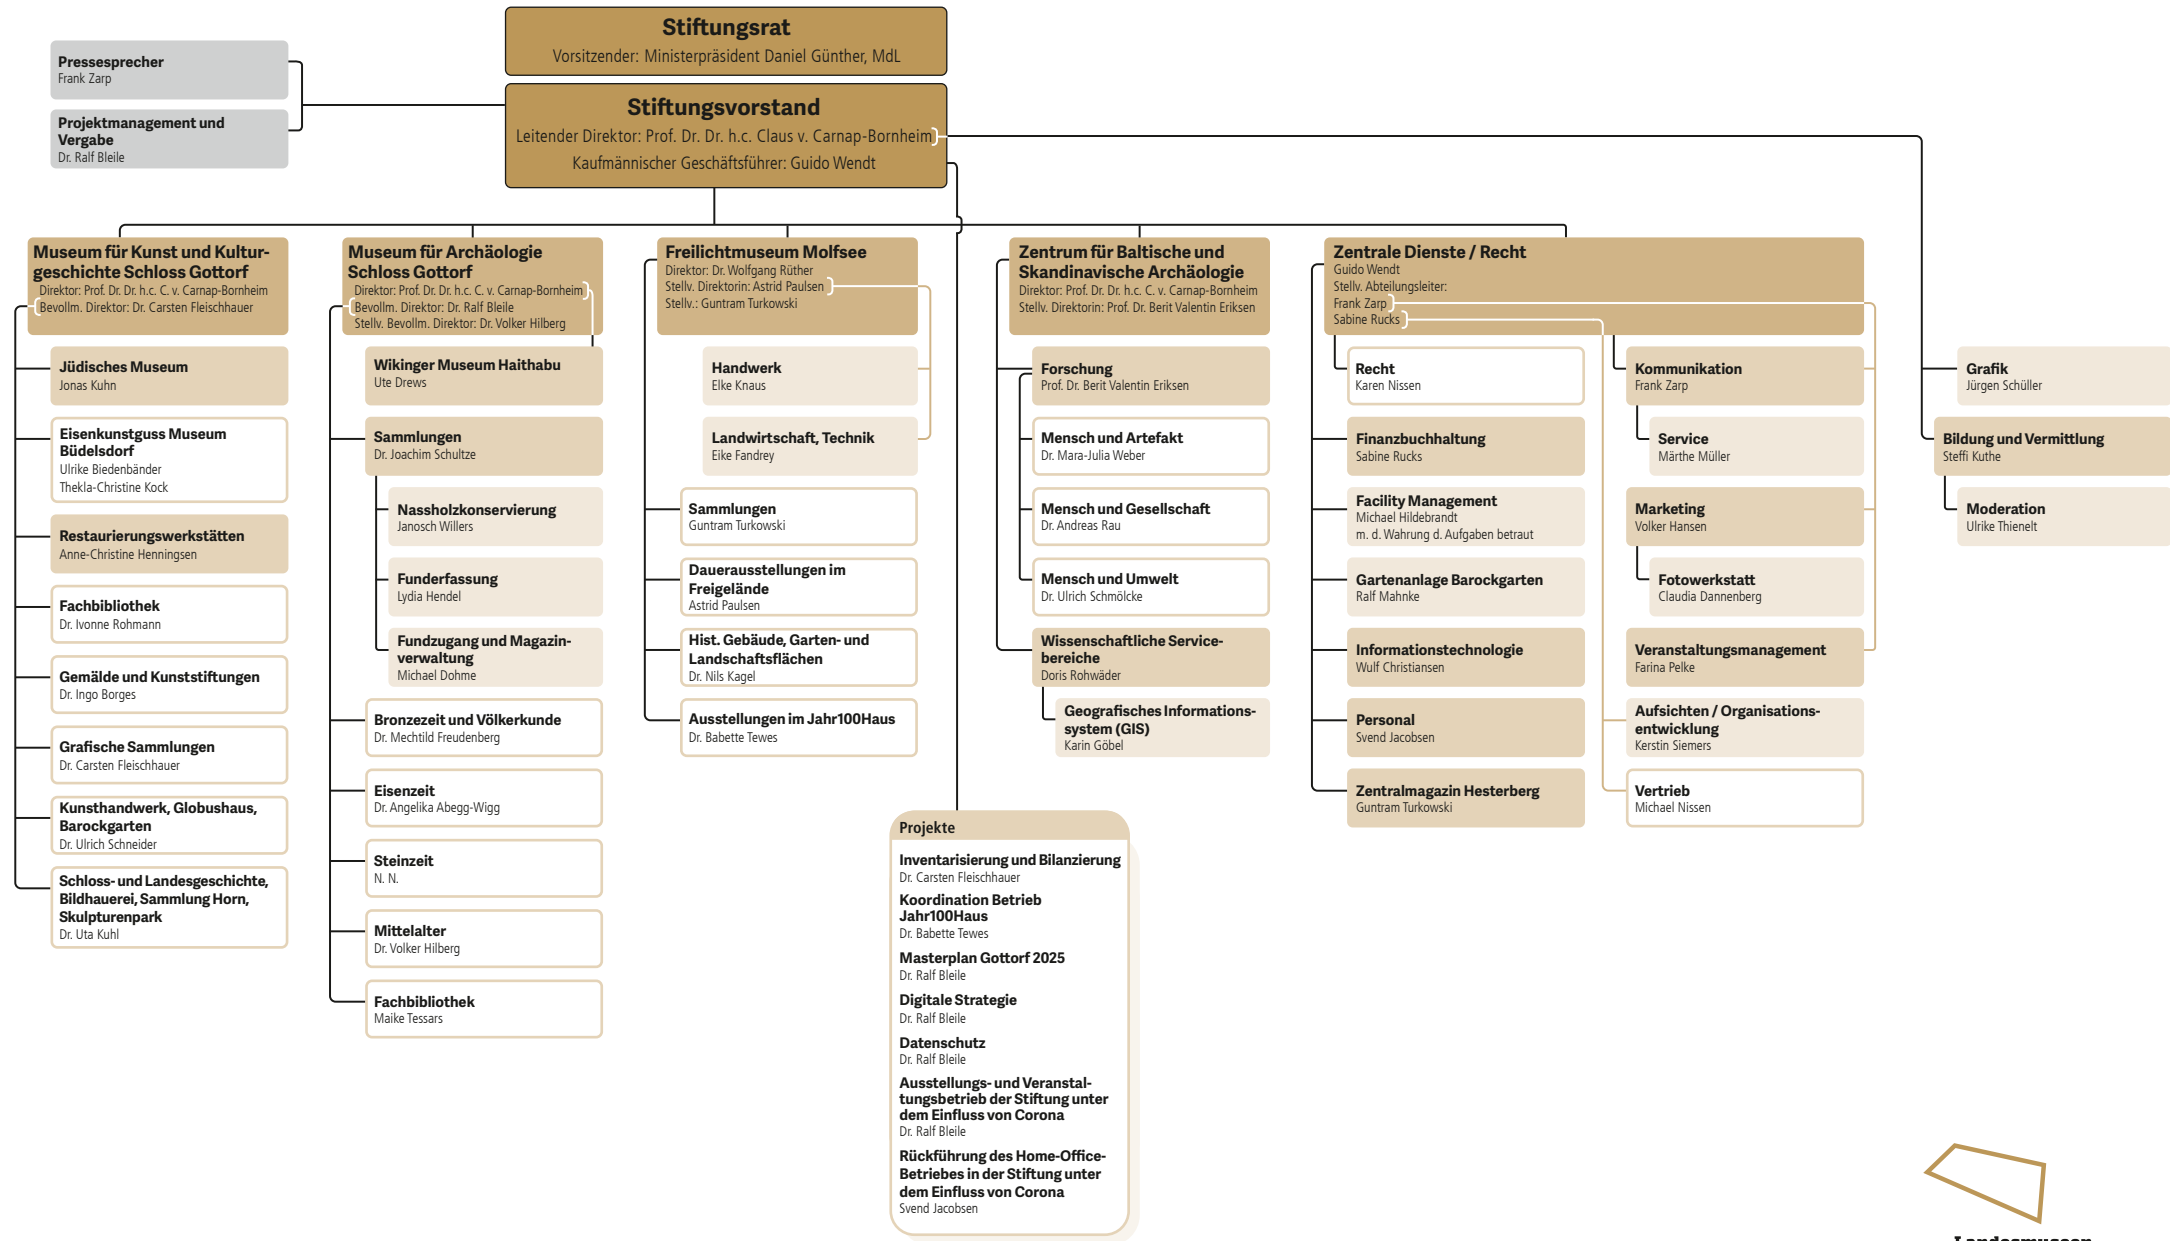 Stiftungsrat
Vorsitzender: Ministerpräsident Daniel Günther, MdL
Pressesprecher
Frank Zarp
Projektmanagement und
Vergabe
Dr. Ralf Bleile
Stiftungsvorstand
Leitender Direktor: Prof. Dr. Dr. h.c. Claus v. Carnap-Bornheim
Kaufmännischer Geschäftsführer: Guido Wendt
Museum für Kunst und Kultur-
geschichte Schloss Gottorf
Direktor: Prof. Dr. Dr. h.c. C. v. Carnap-Bornheim
Bevollm. Direktor: Dr. Carsten Fleischhauer
Jüdisches Museum
Jonas Kuhn
Eisenkunstguss Museum
Büdelsdorf
Ulrike Biedenbänder
Thekla-Christine Kock
Restaurierungswerkstätten
Anne-Christine Henningsen
Fachbibliothek
Dr. Ivonne Rohmann
Gemälde und Kunststiftungen
Dr. Ingo Borges
Grafische Sammlungen
Dr. Carsten Fleischhauer
Kunsthandwerk, Globushaus,
Barockgarten
Dr. Ulrich Schneider
Schloss- und Landesgeschichte,
Bildhauerei, Sammlung Horn,
Skulpturenpark
Dr. Uta Kuhl
Museum für Archäologie
Schloss Gottorf
Direktor: Prof. Dr. Dr. h.c. C. v. Carnap-Bornheim
Bevollm. Direktor: Dr. Ralf Bleile
Stellv. Bevollm. Direktor: Dr. Volker Hilberg
Wikinger Museum Haithabu
Ute Drews
Sammlungen
Dr. Joachim Schultze
Nassholzkonservierung
Janosch Willers
Funderfassung
Lydia Hendel
Fundzugang und Magazin-
verwaltung
Michael Dohme
Bronzezeit und Völkerkunde
Dr. Mechtild Freudenberg
Eisenzeit
Dr. Angelika Abegg-Wigg
Steinzeit
N. N.
Mittelalter
Dr. Volker Hilberg
Fachbibliothek
Maike Tessars
Freilichtmuseum Molfsee
Direktor: Dr. Wolfgang Rüther
Stellv. Direktorin: Astrid Paulsen
Stellv.: Guntram Turkowski
Handwerk
Elke Knaus
Landwirtschaft, Technik
Eike Fandrey
Sammlungen
Guntram Turkowski
Dauerausstellungen im
Freigelände
Astrid Paulsen
Hist. Gebäude, Garten- und
Landschaftsflächen
Dr. Nils Kagel
Ausstellungen im Jahr100Haus
Dr. Babette Tewes
Projekte
Inventarisierung und Bilanzierung
Dr. Carsten Fleischhauer
Koordination Betrieb
Jahr100Haus
Dr. Babette Tewes
Masterplan Gottorf 2025
Dr. Ralf Bleile
Digitale Strategie
Dr. Ralf Bleile
Datenschutz
Dr. Ralf Bleile
Ausstellungs- und Veranstal-
tungsbetrieb der Stiftung unter
dem Einfluss von Corona
Dr. Ralf Bleile
Rückführung des Home-Office-
Betriebes in der Stiftung unter
dem Einfluss von Corona
Svend Jacobsen
Zentrum für Baltische und
Skandinavische Archäologie
Direktor: Prof. Dr. Dr. h.c. C. v. Carnap-Bornheim
Stellv. Direktorin: Prof. Dr. Berit Valentin Eriksen
Forschung
Prof. Dr. Berit Valentin Eriksen
Mensch und Artefakt
Dr. Mara-Julia Weber
Mensch und Gesellschaft
Dr. Andreas Rau
Mensch und Umwelt
Dr. Ulrich Schmölcke
Wissenschaftliche Service-
bereiche
Doris Rohwäder
Geografisches Informations-
system (GIS)
Karin Göbel
Zentrale Dienste / Recht
Guido Wendt
Stellv. Abteilungsleiter:
Frank Zarp
Sabine Rucks
Recht
Karen Nissen
Finanzbuchhaltung
Sabine Rucks
Facility Management
Michael Hildebrandt
m. d. Wahrung d. Aufgaben betraut
Gartenanlage Barockgarten
Ralf Mahnke
Informationstechnologie
Wulf Christiansen
Personal
Svend Jacobsen
Zentralmagazin Hesterberg
Guntram Turkowski
Kommunikation
Frank Zarp
Service
Märthe Müller
Marketing
Volker Hansen
Fotowerkstatt
Claudia Dannenberg
Veranstaltungsmanagement
Farina Pelke
Aufsichten / Organisations-
entwicklung
Kerstin Siemers
Vertrieb
Michael Nissen
Grafik
Jürgen Schüller
Bildung und Vermittlung
Steffi Kuthe
Moderation
Ulrike Thienelt
Landesmuseen